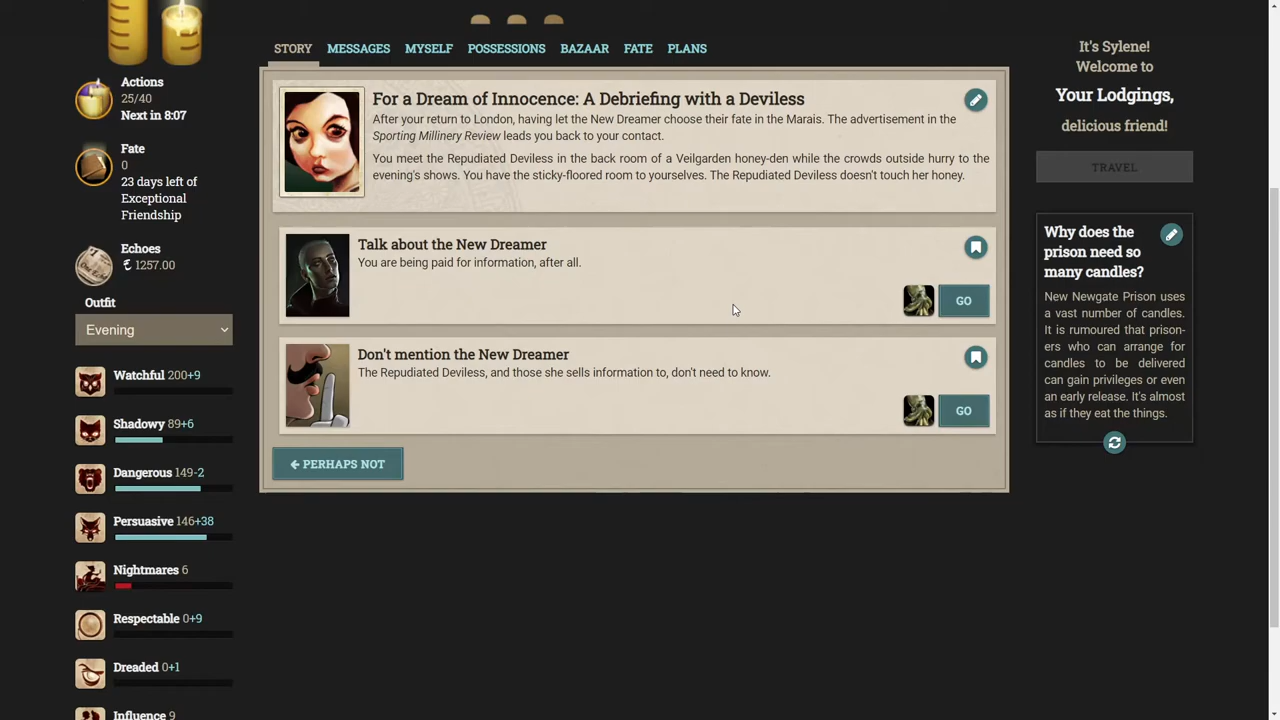 STORY MESSAGES MYSELF POSSESSIONS BAZAAR FATE PLANS
Actions
25/40
Next in 8:07
Fate
0
23 days left of
Exceptional
Friendship
Echoes
1257.00
Outfit
Evening
Watchful 200+9
Shadowy 89+6
Dangerous 149-2
Persuasive 146+38
Nightmares 6
Respectable 0+9
Dreaded 0+1
Influence 9
For a Dream of Innocence: A Debriefing with a Deviless
After your return to London, having let the New Dreamer choose their fate in the Marais. The advertisement in the
Sporting Millinery Review leads you back to your contact.
You meet the Repudiated Deviless in the back room of a Veilgarden honey-den while the crowds outside hurry to the
evening's shows. You have the sticky-floored room to yourselves. The Repudiated Deviless doesn't touch her honey.
Talk about the New Dreamer
You are being paid for information, after all.
GO
Don't mention the New Dreamer
The Repudiated Deviless, and those she sells information to, don't need to know.
GO
PERHAPS NOT
It's Sylene!
Welcome to
Your Lodgings,
delicious friend!
TRAVEL
Why does the
prison need so
many candles?
New Newgate Prison uses
a vast number of candles.
It is rumoured that prison-
ers who can arrange for
candles to be delivered
can gain privileges or even
an early release. It's almost
as if they eat the things.